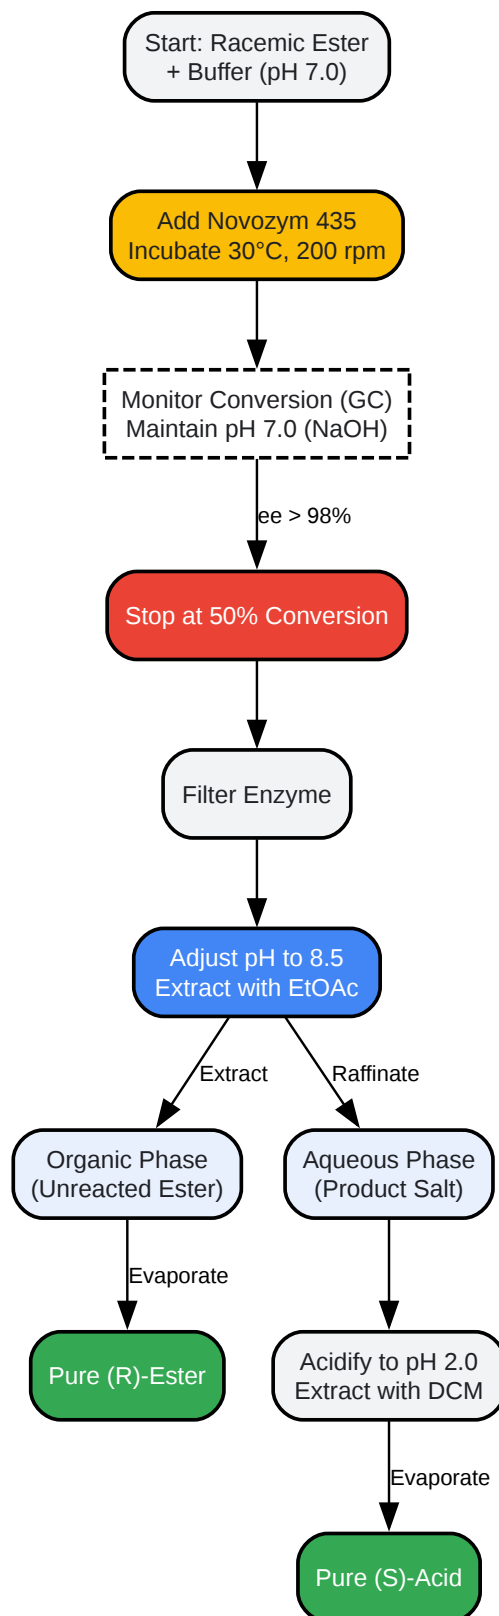 Start: Racemic Ester
+ Buffer (pH 7.0)
Add Novozym 435
Incubate 30°C, 200 rpm
Monitor Conversion (GC)
Maintain pH 7.0 (NaOH)
ee > 98%
Stop at 50% Conversion
Filter Enzyme
Adjust pH to 8.5
Extract with EtOAc
Extract
Raffinate
Organic Phase
(Unreacted Ester)
Aqueous Phase
(Product Salt)
Evaporate
Pure (R)-Ester
Acidify to pH 2.0
Extract with DCM
Evaporate
Pure (S)-Acid